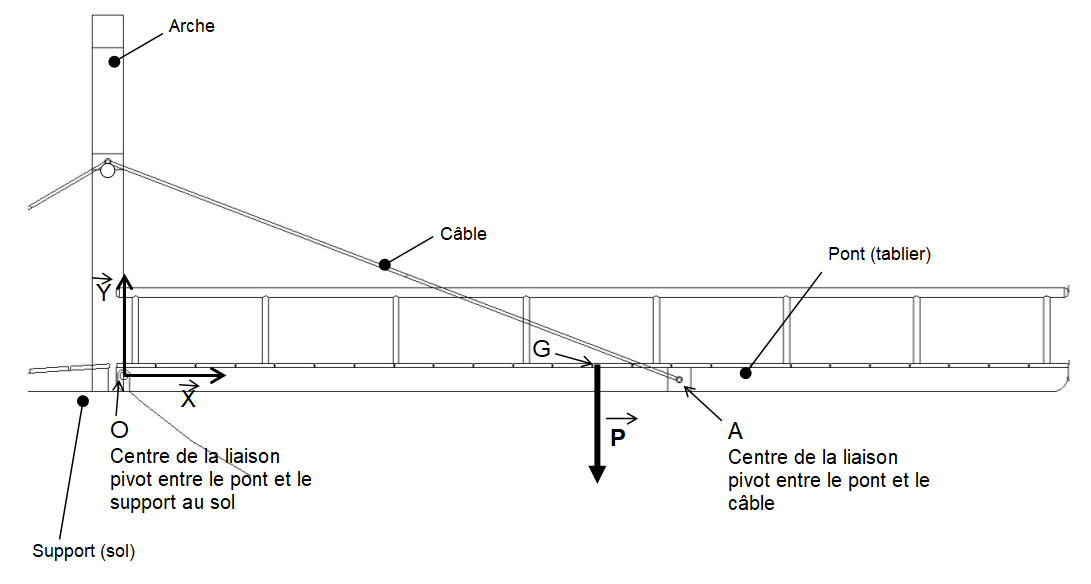 Arche
Câble
Pont (tablier)
Y
G
X
P
O
Centre de la liaison
pivot entre le pont et le
support au sol
A
Centre de la liaison
pivot entre le pont et le
câble
Support (sol)